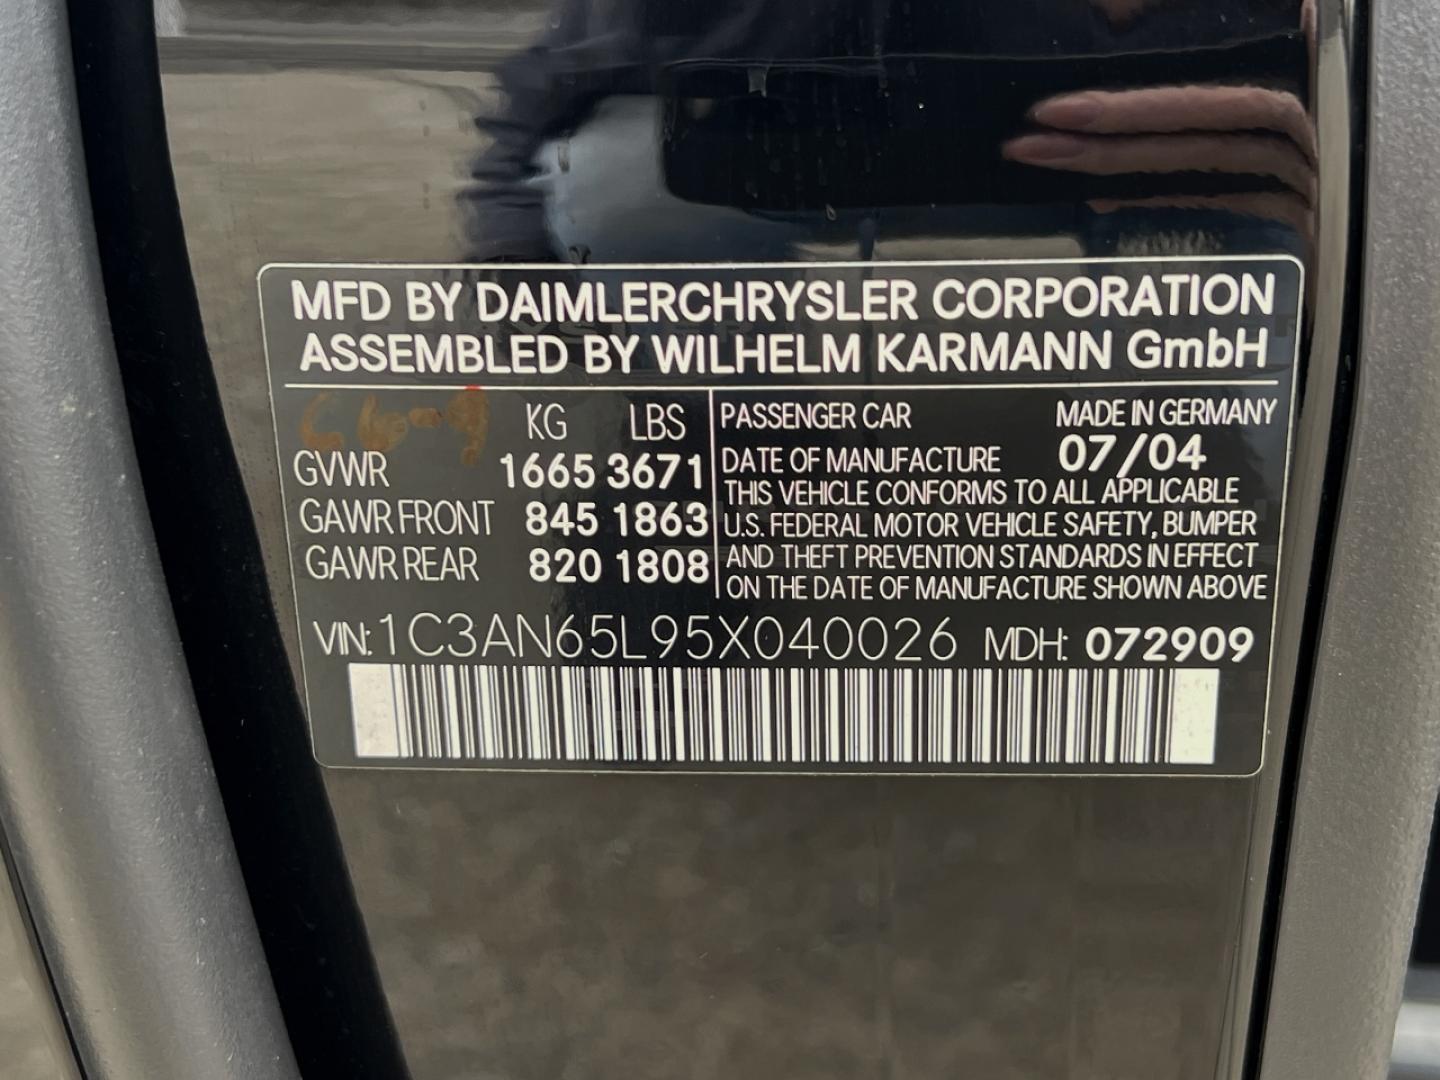 MFD BY DAIMLERCHRYSLER CORPORATION
ASSEMBLED BY WILHELM KARMANN GmbH
KG LBS
GVWR 1665 3671
GAWR FRONT 845 1863
GAWR REAR 820 1808
PASSENGER CAR MADE IN GERMANY
DATE OF MANUFACTURE 07/04
THIS VEHICLE CONFORMS TO ALL APPLICABLE
U.S. FEDERAL MOTOR VEHICLE SAFETY, BUMPER
AND THEFT PREVENTION STANDARDS IN EFFECT
ON THE DATE OF MANUFACTURE SHOWN ABOVE
VIN: 1C3AN65L95X040026 MDH: 072909